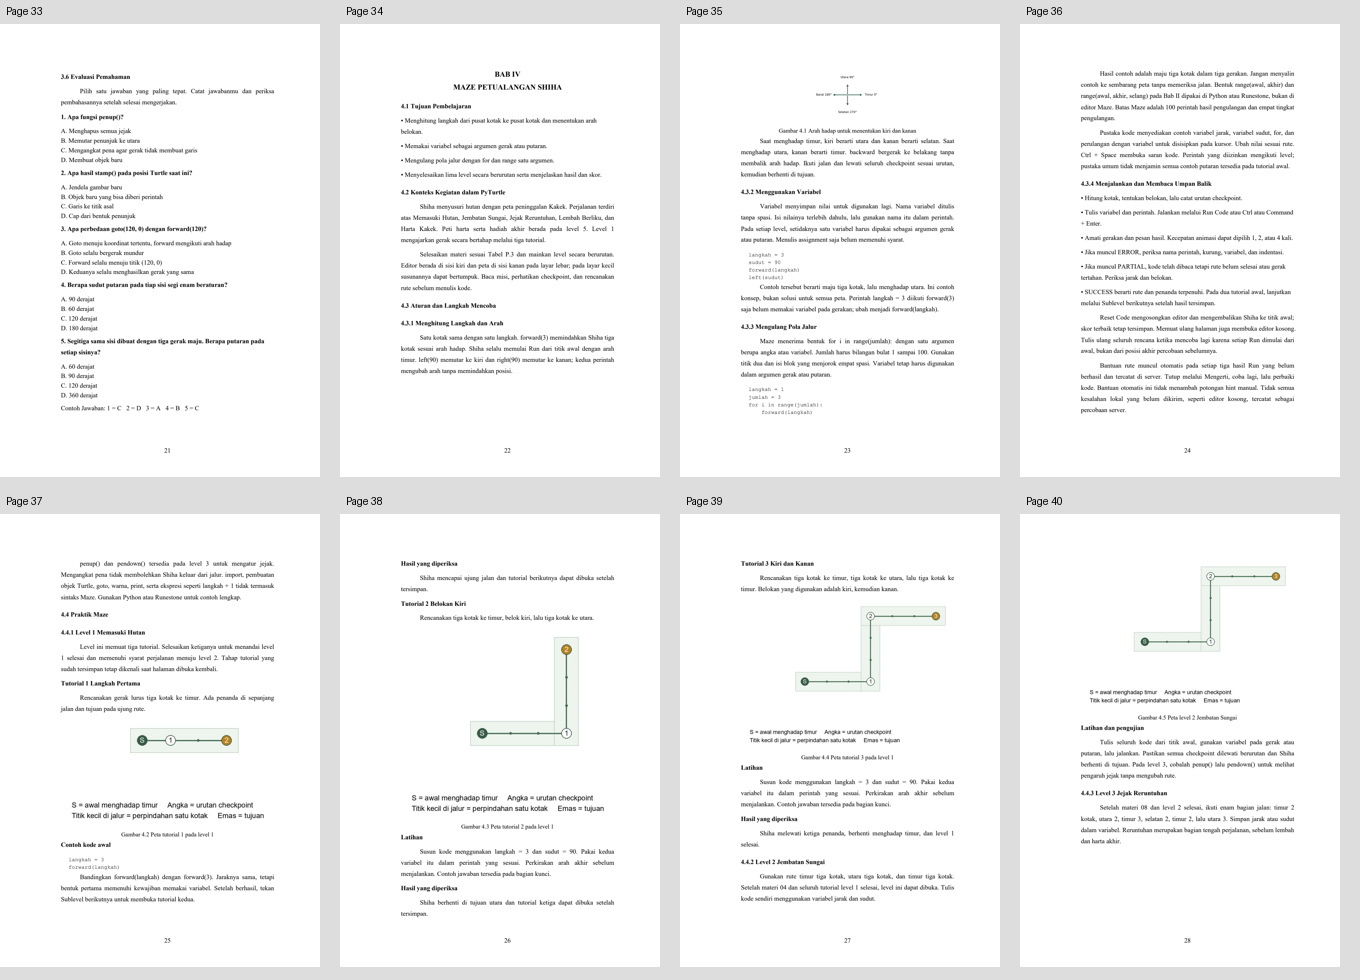 Page 33
3.6 Evaluasi Pemahaman
Pilih satu jawaban yang paling tepat. Catat jawabanmu dan periksa
pembahasannya setelah selesai mengerjakan.
1. Apa fungsi penup()?
A. Menghapus semua jejak
B. Memutar penunjuk ke utara
C. Mengangkat pena agar gerak tidak membuat garis
D. Membuat objek baru
2. Apa hasil stamp() pada posisi Turtle saat ini?
A. Jendela gambar baru
B. Objek baru yang bisa diberi perintah
C. Garis ke titik asal
D. Cap dari bentuk penunjuk
3. Apa perbedaan goto(120, 0) dengan forward(120)?
A. Goto menuju koordinat tertentu, forward mengikuti arah hadap
B. Goto selalu bergerak mundur
C. Forward selalu menuju titik (120, 0)
D. Keduanya selalu menghasilkan gerak yang sama
4. Berapa sudut putaran pada tiap sisi segi enam beraturan?
A. 90 derajat
B. 60 derajat
C. 120 derajat
D. 180 derajat
5. Segitiga sama sisi dibuat dengan tiga gerak maju. Berapa putaran pada
setiap sisinya?
A. 60 derajat
B. 90 derajat
C. 120 derajat
D. 360 derajat
Contoh Jawaban: 1 = C 2 = D 3 = A 4 = B 5 = C
21
Page 34
BAB IV
MAZE PETUALANGAN SHIHA
4.1 Tujuan Pembelajaran
• Menghitung langkah dari pusat kotak ke pusat kotak dan menentukan arah
belokan.
• Memakai variabel sebagai argumen gerak atau putaran.
• Mengulang pola jalur dengan for dan range satu argumen.
• Menyelesaikan lima level secara berurutan serta menjelaskan hasil dan skor.
4.2 Konteks Kegiatan dalam PyTurtle
Shiha menyusuri hutan dengan peta peninggalan Kakek. Perjalanan terdiri
atas Memasuki Hutan, Jembatan Sungai, Jejak Reruntuhan, Lembah Berliku, dan
Harta Kakek. Peti harta serta hadiah akhir berada pada level 5. Level 1
mengajarkan gerak secara bertahap melalui tiga tutorial.
Selesaikan materi sesuai Tabel P.3 dan mainkan level secara berurutan.
Editor berada di sisi kiri dan peta di sisi kanan pada layar lebar; pada layar kecil
susunannya dapat bertumpuk. Baca misi, perhatikan checkpoint, dan rencanakan
rute sebelum menulis kode.
4.3 Aturan dan Langkah Mencoba
4.3.1 Menghitung Langkah dan Arah
Satu kotak sama dengan satu langkah. forward(3) memindahkan Shiha tiga
kotak sesuai arah hadap. Shiha selalu memulai Run dari titik awal dengan arah
timur. left(90) memutar ke kiri dan right(90) memutar ke kanan; kedua perintah
mengubah arah tanpa memindahkan posisi.
22
Page 35
Utara 90°
Barat 180°
Timur 0°
Selatan 270°
Gambar 4.1 Arah hadap untuk menentukan kiri dan kanan
Saat menghadap timur, kiri berarti utara dan kanan berarti selatan. Saat
menghadap utara, kanan berarti timur. backward bergerak ke belakang tanpa
membalik arah hadap. Ikuti jalan dan lewati seluruh checkpoint sesuai urutan,
kemudian berhenti di tujuan.
4.3.2 Menggunakan Variabel
Variabel menyimpan nilai untuk digunakan lagi. Nama variabel ditulis
tanpa spasi. Isi nilainya terlebih dahulu, lalu gunakan nama itu dalam perintah.
Pada setiap level, setidaknya satu variabel harus dipakai sebagai argumen gerak
atau putaran. Menulis assignment saja belum memenuhi syarat.
langkah = 3
sudut = 90
forward(langkah)
left(sudut)
Contoh tersebut berarti maju tiga kotak, lalu menghadap utara. Ini contoh
konsep, bukan solusi untuk semua peta. Perintah langkah = 3 diikuti forward(3)
saja belum memakai variabel pada gerakan; ubah menjadi forward(langkah).
4.3.3 Mengulang Pola Jalur
Maze menerima bentuk for i in range(jumlah): dengan satu argumen
berupa angka atau variabel. Jumlah harus bilangan bulat 1 sampai 100. Gunakan
titik dua dan isi blok yang menjorok empat spasi. Variabel tetap harus digunakan
dalam argumen gerak atau putaran.
langkah = 1
jumlah = 3
for i in range(jumlah):
    forward(langkah)
23
Page 36
Hasil contoh adalah maju tiga kotak dalam tiga gerakan. Jangan menyalin
contoh ke sembarang peta tanpa memeriksa jalan. Bentuk range(awal, akhir) dan
range(awal, akhir, selang) pada Bab II dipakai di Python atau Runestone, bukan di
editor Maze. Batas Maze adalah 100 perintah hasil pengulangan dan empat tingkat
pengulangan.
Pustaka kode menyediakan contoh variabel jarak, variabel sudut, for, dan
perulangan dengan variabel untuk disisipkan pada kursor. Ubah nilai sesuai rute.
Ctrl + Space membuka saran kode. Perintah yang diizinkan mengikuti level;
pustaka umum tidak menjamin semua contoh putaran tersedia pada tutorial awal.
4.3.4 Menjalankan dan Membaca Umpan Balik
• Hitung kotak, tentukan belokan, lalu catat urutan checkpoint.
• Tulis variabel dan perintah. Jalankan melalui Run Code atau Ctrl atau Command
+ Enter.
• Amati gerakan dan pesan hasil. Kecepatan animasi dapat dipilih 1, 2, atau 4 kali.
• Jika muncul ERROR, periksa nama perintah, kurung, variabel, dan indentasi.
• Jika muncul PARTIAL, kode telah dibaca tetapi rute belum selesai atau gerak
tertahan. Periksa jarak dan belokan.
• SUCCESS berarti rute dan penanda terpenuhi. Pada dua tutorial awal, lanjutkan
melalui Sublevel berikutnya setelah hasil tersimpan.
Reset Code mengosongkan editor dan mengembalikan Shiha ke titik awal;
skor terbaik tetap tersimpan. Memuat ulang halaman juga membuka editor kosong.
Tulis ulang seluruh rencana ketika mencoba lagi karena setiap Run dimulai dari
awal, bukan dari posisi akhir percobaan sebelumnya.
Bantuan rute muncul otomatis pada setiap tiga hasil Run yang belum
berhasil dan tercatat di server. Tutup melalui Mengerti, coba lagi, lalu perbaiki
kode. Bantuan otomatis ini tidak menambah potongan hint manual. Tidak semua
kesalahan lokal yang belum dikirim, seperti editor kosong, tercatat sebagai
percobaan server.
24
Page 37
penup() dan pendown() tersedia pada level 3 untuk mengatur jejak.
Mengangkat pena tidak membolehkan Shiha keluar dari jalur. import, pembuatan
objek Turtle, goto, warna, print, serta ekspresi seperti langkah + 1 tidak termasuk
sintaks Maze. Gunakan Python atau Runestone untuk contoh lengkap.
4.4 Praktik Maze
4.4.1 Level 1 Memasuki Hutan
Level ini memuat tiga tutorial. Selesaikan ketiganya untuk menandai level
1 selesai dan memenuhi syarat perjalanan menuju level 2. Tahap tutorial yang
sudah tersimpan tetap dikenali saat halaman dibuka kembali.
Tutorial 1 Langkah Pertama
Rencanakan gerak lurus tiga kotak ke timur. Ada penanda di sepanjang
jalan dan tujuan pada ujung rute.
S 1 2
S = awal menghadap timur Angka = urutan checkpoint
Titik kecil di jalur = perpindahan satu kotak Emas = tujuan
Gambar 4.2 Peta tutorial 1 pada level 1
Contoh kode awal
langkah = 3
forward(langkah)
Bandingkan forward(langkah) dengan forward(3). Jaraknya sama, tetapi
bentuk pertama memenuhi kewajiban memakai variabel. Setelah berhasil, tekan
Sublevel berikutnya untuk membuka tutorial kedua.
25
Page 38
Hasil yang diperiksa
Shiha mencapai ujung jalan dan tutorial berikutnya dapat dibuka setelah
tersimpan.
Tutorial 2 Belokan Kiri
Rencanakan tiga kotak ke timur, belok kiri, lalu tiga kotak ke utara.
2
S 1
S = awal menghadap timur Angka = urutan checkpoint
Titik kecil di jalur = perpindahan satu kotak Emas = tujuan
Gambar 4.3 Peta tutorial 2 pada level 1
Latihan
Susun kode menggunakan langkah = 3 dan sudut = 90. Pakai kedua
variabel itu dalam perintah yang sesuai. Perkirakan arah akhir sebelum
menjalankan. Contoh jawaban tersedia pada bagian kunci.
Hasil yang diperiksa
Shiha berhenti di tujuan utara dan tutorial ketiga dapat dibuka setelah
tersimpan.
26
Page 39
Tutorial 3 Kiri dan Kanan
Rencanakan tiga kotak ke timur, tiga kotak ke utara, lalu tiga kotak ke
timur. Belokan yang digunakan adalah kiri, kemudian kanan.
2 3
S 1
S = awal menghadap timur Angka = urutan checkpoint
Titik kecil di jalur = perpindahan satu kotak Emas = tujuan
Gambar 4.4 Peta tutorial 3 pada level 1
Latihan
Susun kode menggunakan langkah = 3 dan sudut = 90. Pakai kedua
variabel itu dalam perintah yang sesuai. Perkirakan arah akhir sebelum
menjalankan. Contoh jawaban tersedia pada bagian kunci.
Hasil yang diperiksa
Shiha melewati ketiga penanda, berhenti menghadap timur, dan level 1
selesai.
4.4.2 Level 2 Jembatan Sungai
Gunakan rute timur tiga kotak, utara tiga kotak, dan timur tiga kotak.
Setelah materi 04 dan seluruh tutorial level 1 selesai, level ini dapat dibuka. Tulis
kode sendiri menggunakan variabel jarak dan sudut.
27
Page 40
2 3
S 1
S = awal menghadap timur Angka = urutan checkpoint
Titik kecil di jalur = perpindahan satu kotak Emas = tujuan
Gambar 4.5 Peta level 2 Jembatan Sungai
Latihan dan pengujian
Tulis seluruh kode dari titik awal, gunakan variabel pada gerak atau
putaran, lalu jalankan. Pastikan semua checkpoint dilewati berurutan dan Shiha
berhenti di tujuan. Pada level 3, cobalah penup() lalu pendown() untuk melihat
pengaruh jejak tanpa mengubah rute.
4.4.3 Level 3 Jejak Reruntuhan
Setelah materi 08 dan level 2 selesai, ikuti enam bagian jalan: timur 2
kotak, utara 2, timur 3, selatan 2, timur 2, lalu utara 3. Simpan jarak atau sudut
dalam variabel. Reruntuhan merupakan bagian tengah perjalanan, sebelum lembah
dan harta akhir.
28